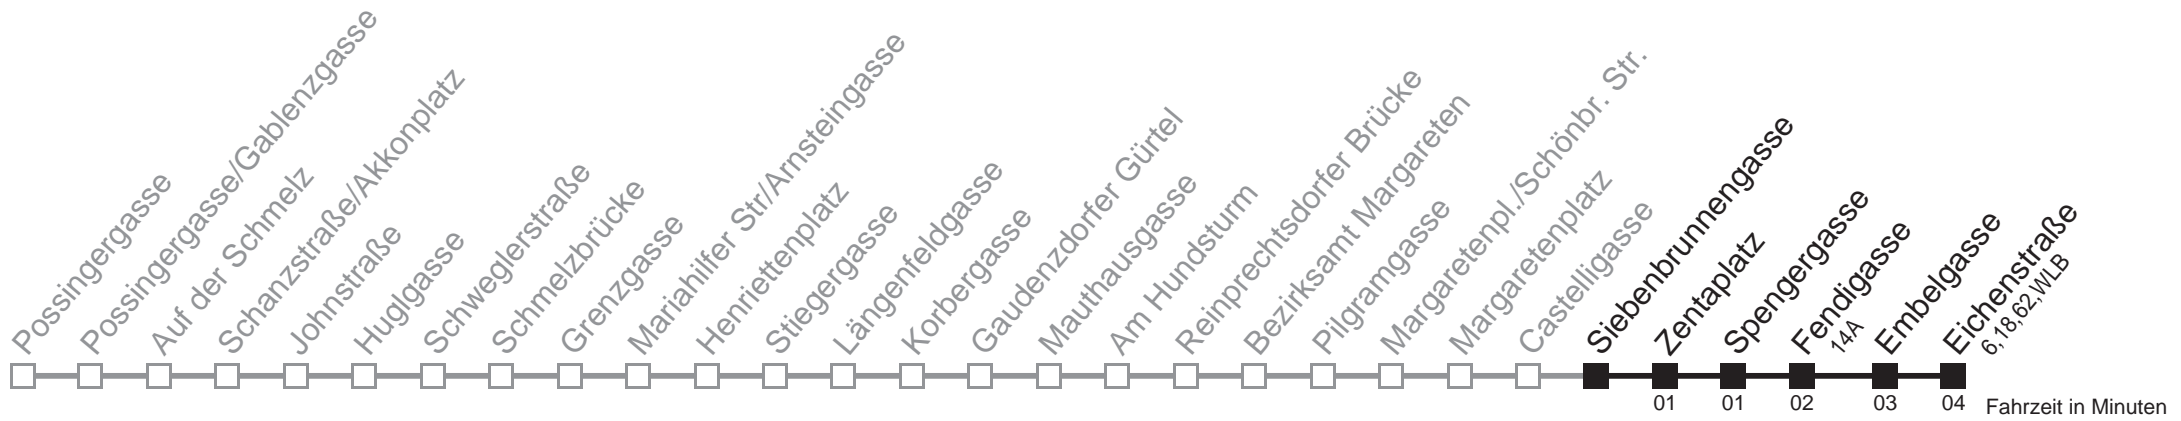 Possingergasse
Possingergasse/Gablenzgasse
Auf der Schmelz
Schanzstraße/Akkonplatz
Johnstraße
Huglgasse
Schweglerstraße
Schmelzbrücke
Grenzgasse
Mariahilfer Str/Arnsteingasse
Henriettenplatz
Stiegergasse
Längenfeldgasse
Korbergasse
Gaudenzdorfer Gürtel
Mauthausgasse
Am Hundsturm
Reinprechtsdorfer Brücke
Bezirksamt Margareten
Pilgramgasse
Margaretenpl./Schönbr. Str.
Margaretenplatz
Castelligasse
Siebenbrunnengasse
Zentaplatz
Spengergasse
Fendigasse
14A
Embelgasse
Eichenstraße
6,18,62,WLB
01 01 02 03 04 Fahrzeit in Minuten